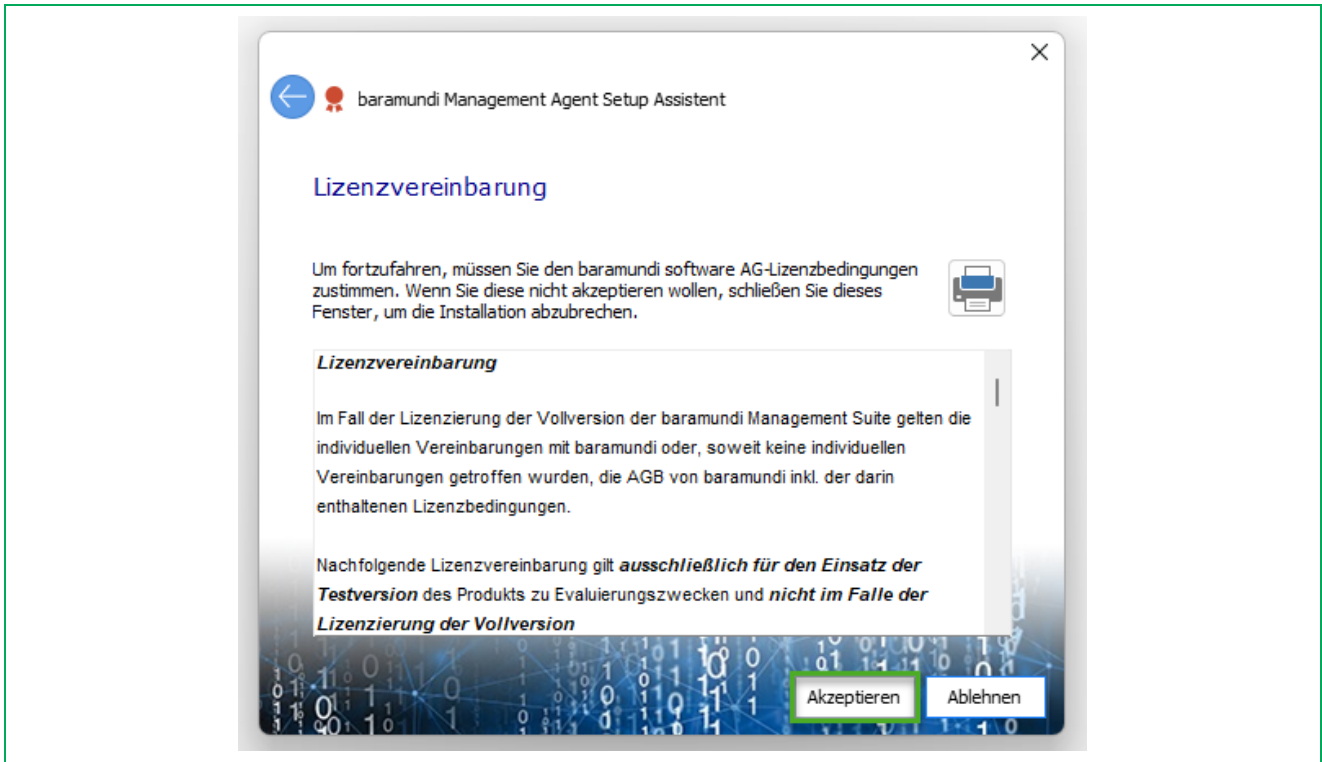 baramundi Management Agent Setup Assistent
Lizenzvereinbarung
Um fortzufahren, müssen Sie den baramundi software AG-Lizenzbedingungen
zustimmen. Wenn Sie diese nicht akzeptieren wollen, schließen Sie dieses
Fenster, um die Installation abzubrechen.
Lizenzvereinbarung
Im Fall der Lizenzierung der Vollversion der baramundi Management Suite gelten die
individuellen Vereinbarungen mit baramundi oder, soweit keine individuellen
Vereinbarungen getroffen wurden, die AGB von baramundi inkl. der darin
enthaltenen Lizenzbedingungen.
Nachfolgende Lizenzvereinbarung gilt ausschließlich für den Einsatz der
Testversion des Produkts zu Evaluierungszwecken und nicht im Falle der
Lizenzierung der Vollversion
Akzeptieren Ablehnen